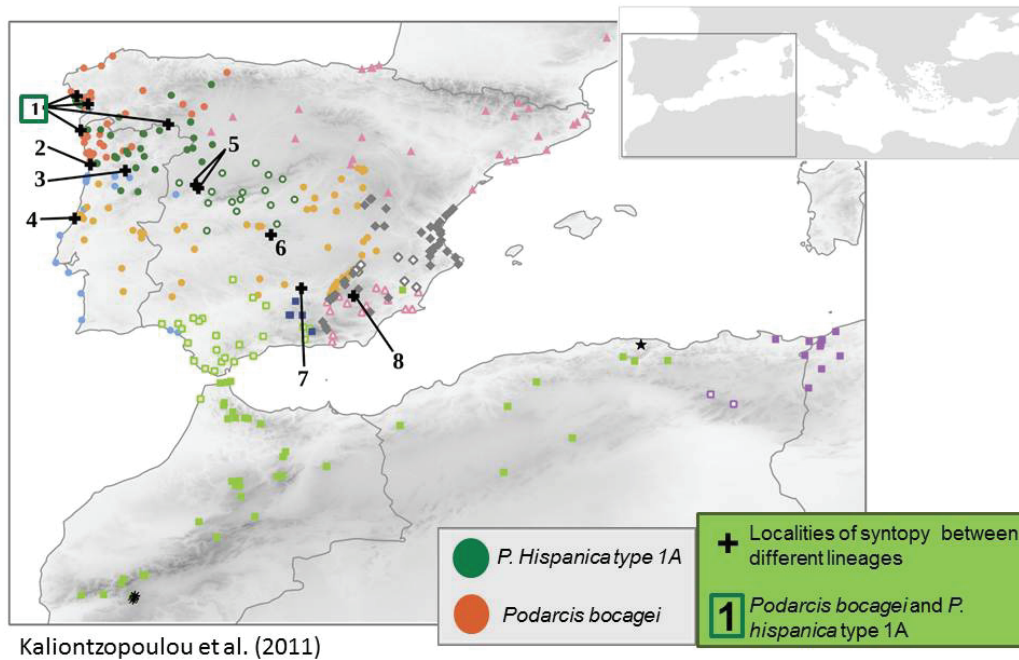 1
2
3
4
5
6
7
8
P. Hispanica type 1A
Podarcis bocagei
Localities of syntopy between
different lineages
1
Podarcis bocagei and P.
hispanica type 1A
Kaliontzopoulou et al. (2011)